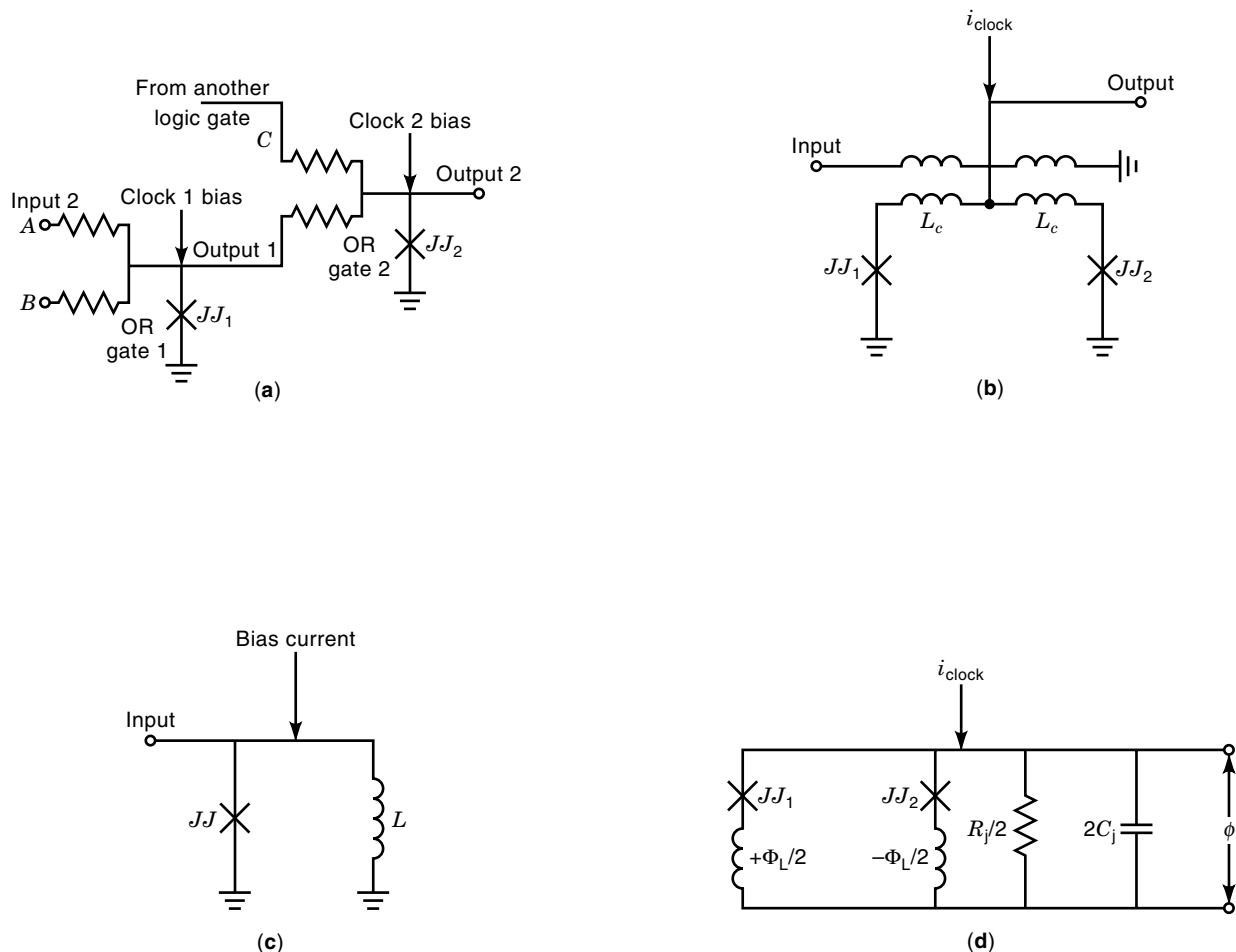 From another
logic gate
C
Clock 2 bias
Output 2
Input 2
Clock 1 bias
A
Output 1
OR
gate 2
JJ2
B
OR
gate 1
JJ1
(a)
iclock
Output
Input
Lc
Lc
JJ1
JJ2
(b)
Bias current
Input
JJ
L
(c)
iclock
JJ1
JJ2
Rj/2
2Cj
ϕ
+ΦL/2
−ΦL/2
(d)